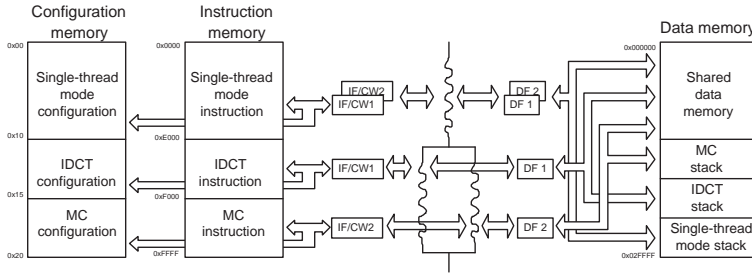 Configuration
memory
Instruction
memory
Data memory
0x00
0x0000
0x000000
Single-thread
mode
configuration
Single-thread
mode
instruction
IF/CW2
IF/CW1
DF 2
DF 1
Shared
data
memory
0x10
0xE000
IDCT
configuration
IDCT
instruction
IF/CW1
DF 1
MC
stack
0x15
0xF000
IDCT
stack
MC
configuration
MC
instruction
IF/CW2
DF 2
Single-thread
mode stack
0x20
0xFFFF
0x02FFFF